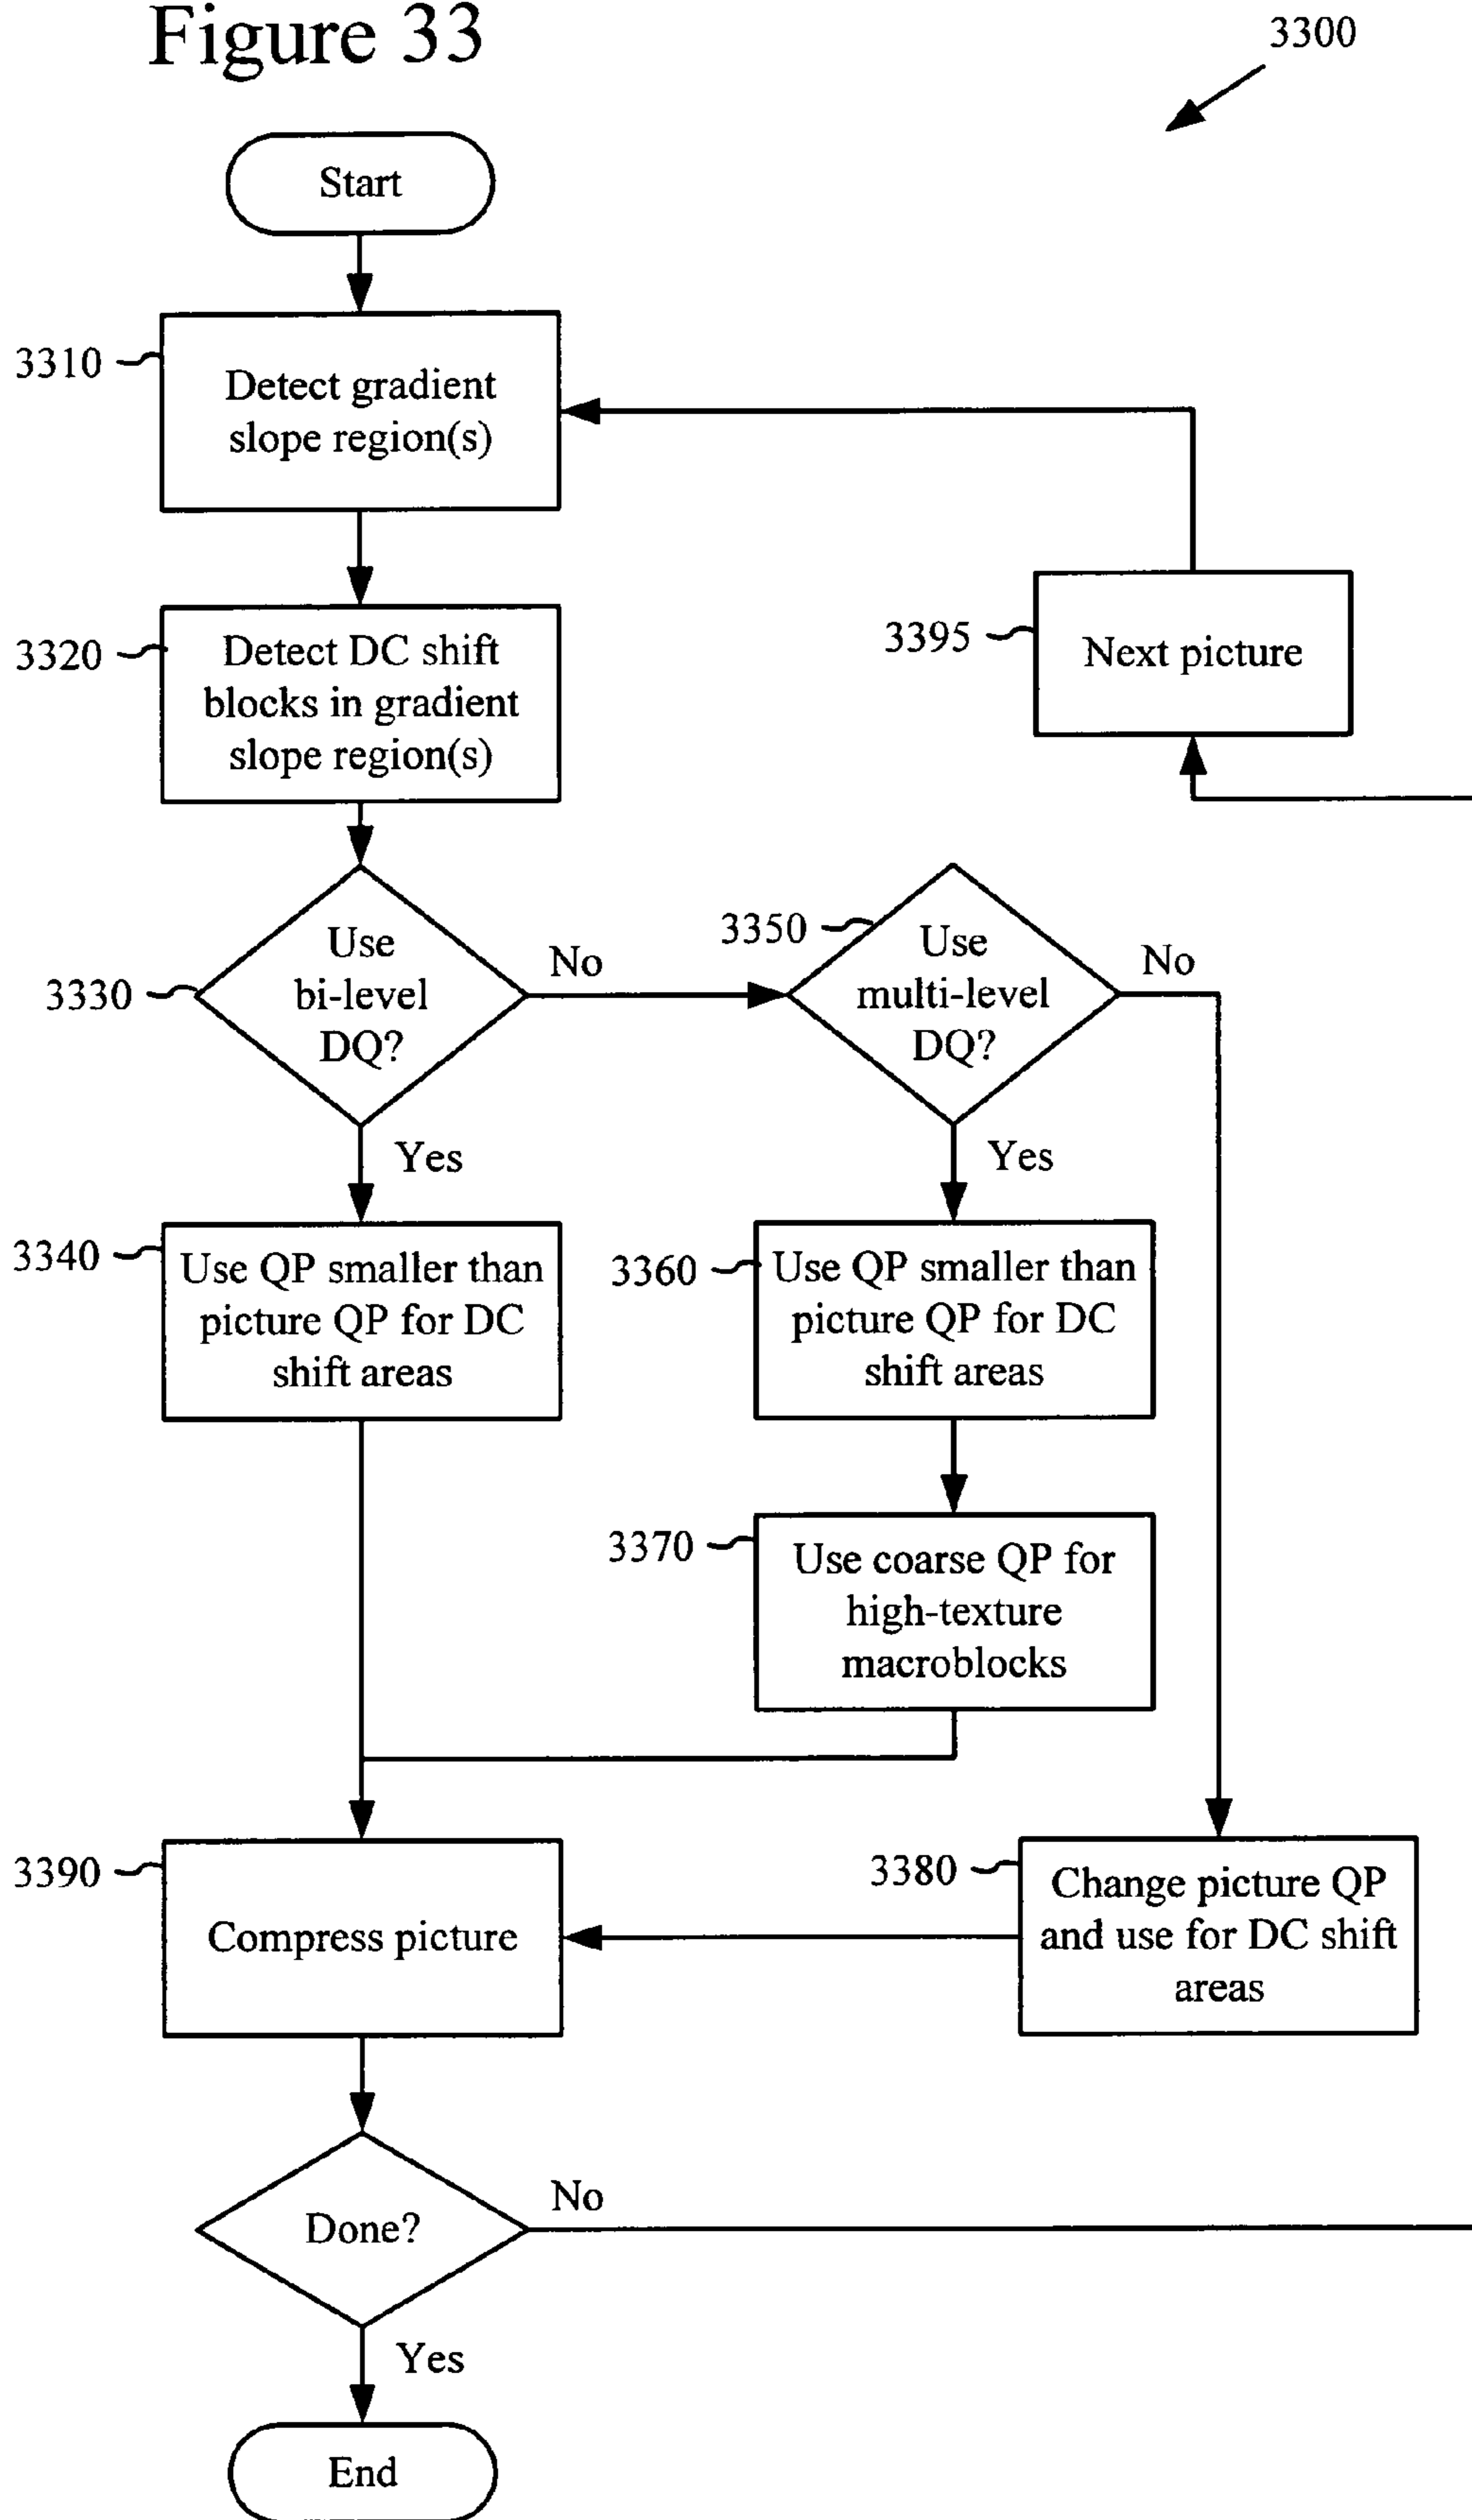 Figure 33
3300
Start
3310
Detect gradient
slope region(s)
3320
Detect DC shift
blocks in gradient
slope region(s)
3395
Next picture
3330
Use
bi-level
DQ?
No
3350
Use
multi-level
DQ?
No
Yes
Yes
3340
Use QP smaller than
picture QP for DC
shift areas
3360
Use QP smaller than
picture QP for DC
shift areas
3370
Use coarse QP for
high-texture
macroblocks
3390
Compress picture
3380
Change picture QP
and use for DC shift
areas
Done?
No
Yes
End